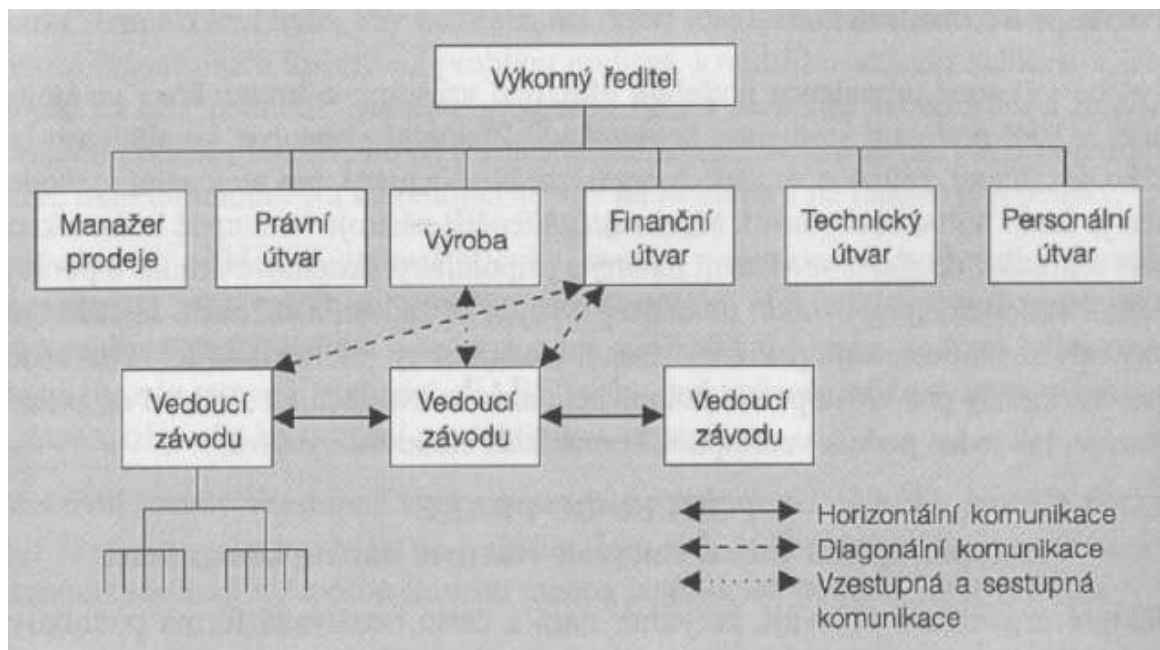 Výkonný ředitel
Manažer
prodeje
Právní
útvar
Výroba
Finanční
útvar
Technický
útvar
Personální
útvar
Vedoucí
závodu
Vedoucí
závodu
Vedoucí
závodu
Horizontální komunikace
Diagonální komunikace
Vzestupná a sestupná
komunikace